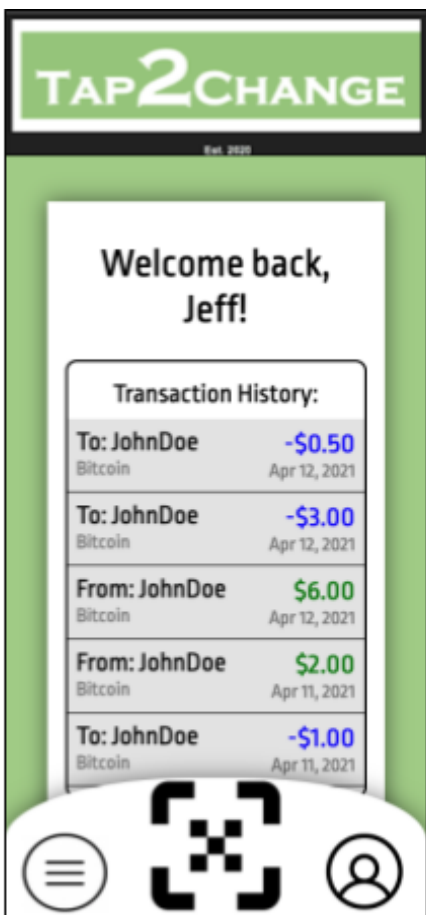 TAP2CHANGE
Est. 2020
Welcome back,
Jeff!
Transaction History:
To: JohnDoe -$0.50
Bitcoin Apr 12, 2021
To: JohnDoe -$3.00
Bitcoin Apr 12, 2021
From: JohnDoe $6.00
Bitcoin Apr 12, 2021
From: JohnDoe $2.00
Bitcoin Apr 11, 2021
To: JohnDoe -$1.00
Bitcoin Apr 11, 2021